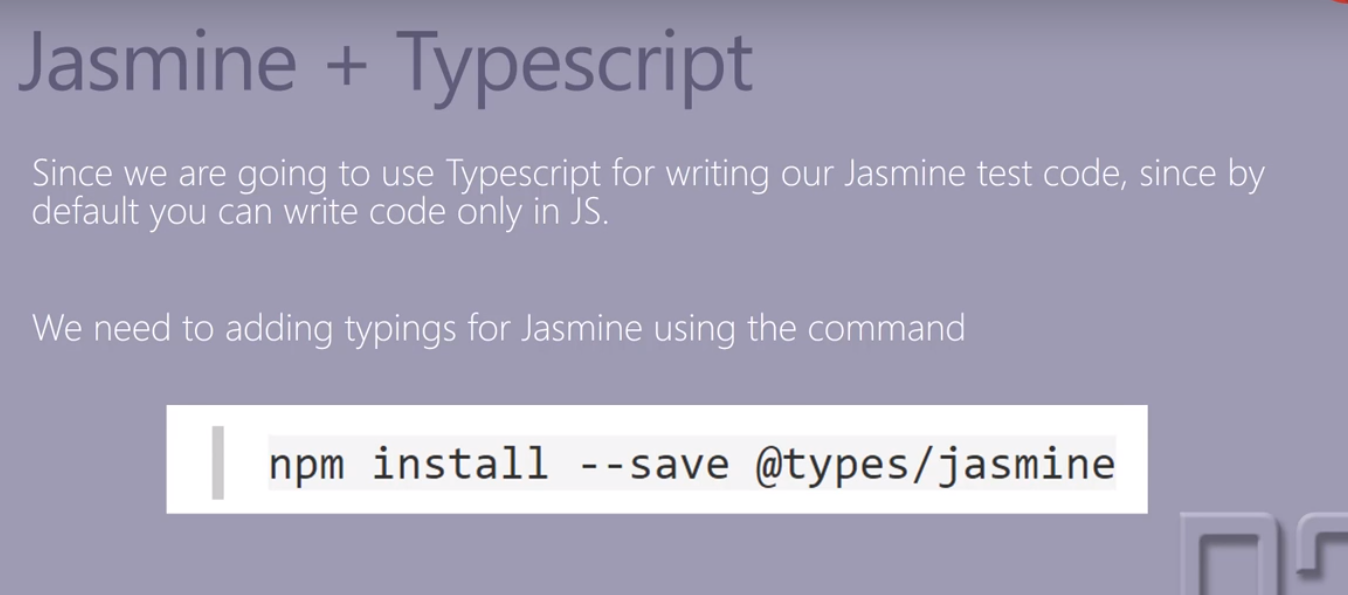 Jasmine + Typescript
Since we are going to use Typescript for writing our Jasmine test code, since by
default you can write code only in JS.
We need to adding typings for Jasmine using the command
npm install --save @types/jasmine